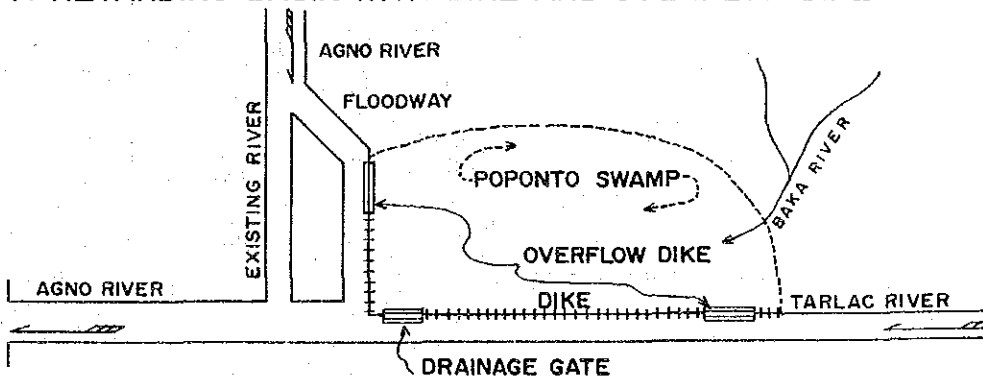 AGNO RIVER
FLOODWAY
EXISTING RIVER
POPONTO SWAMP
BAKA RIVER
OVERFLOW DIKE
AGNO RIVER
DIKE
TARLAC RIVER
DRAINAGE GATE